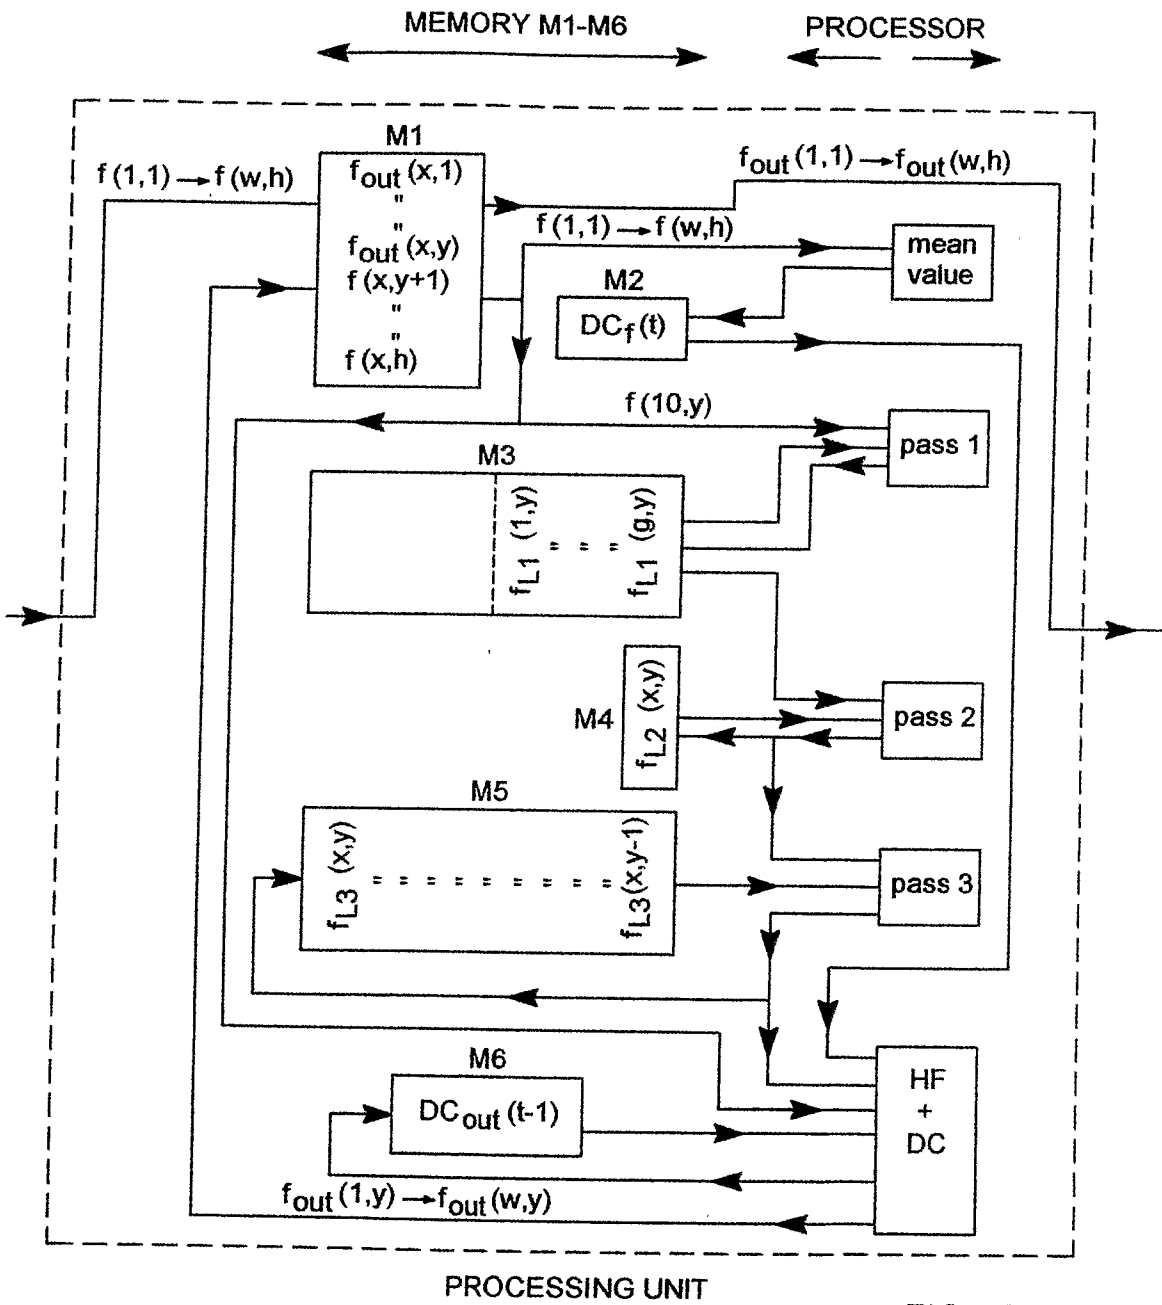 MEMORY M1-M6
PROCESSOR
M1
f(1,1)→f(w,h)
fout(x,1)
"
"
fout(x,y)
f(x,y+1)
"
"
f(x,h)
fout(1,1)→fout(w,h)
f(1,1)→f(w,h)
mean
value
M2
DCf(t)
f(10,y)
pass 1
M3
fL1(1,y)
" " "
fL1(g,y)
M4
fL2(x,y)
pass 2
M5
fL3(x,y)
" " " " " " " " "
fL3(x,y-1)
pass 3
M6
DCout(t-1)
HF
+
DC
fout(1,y)→fout(w,y)
PROCESSING UNIT